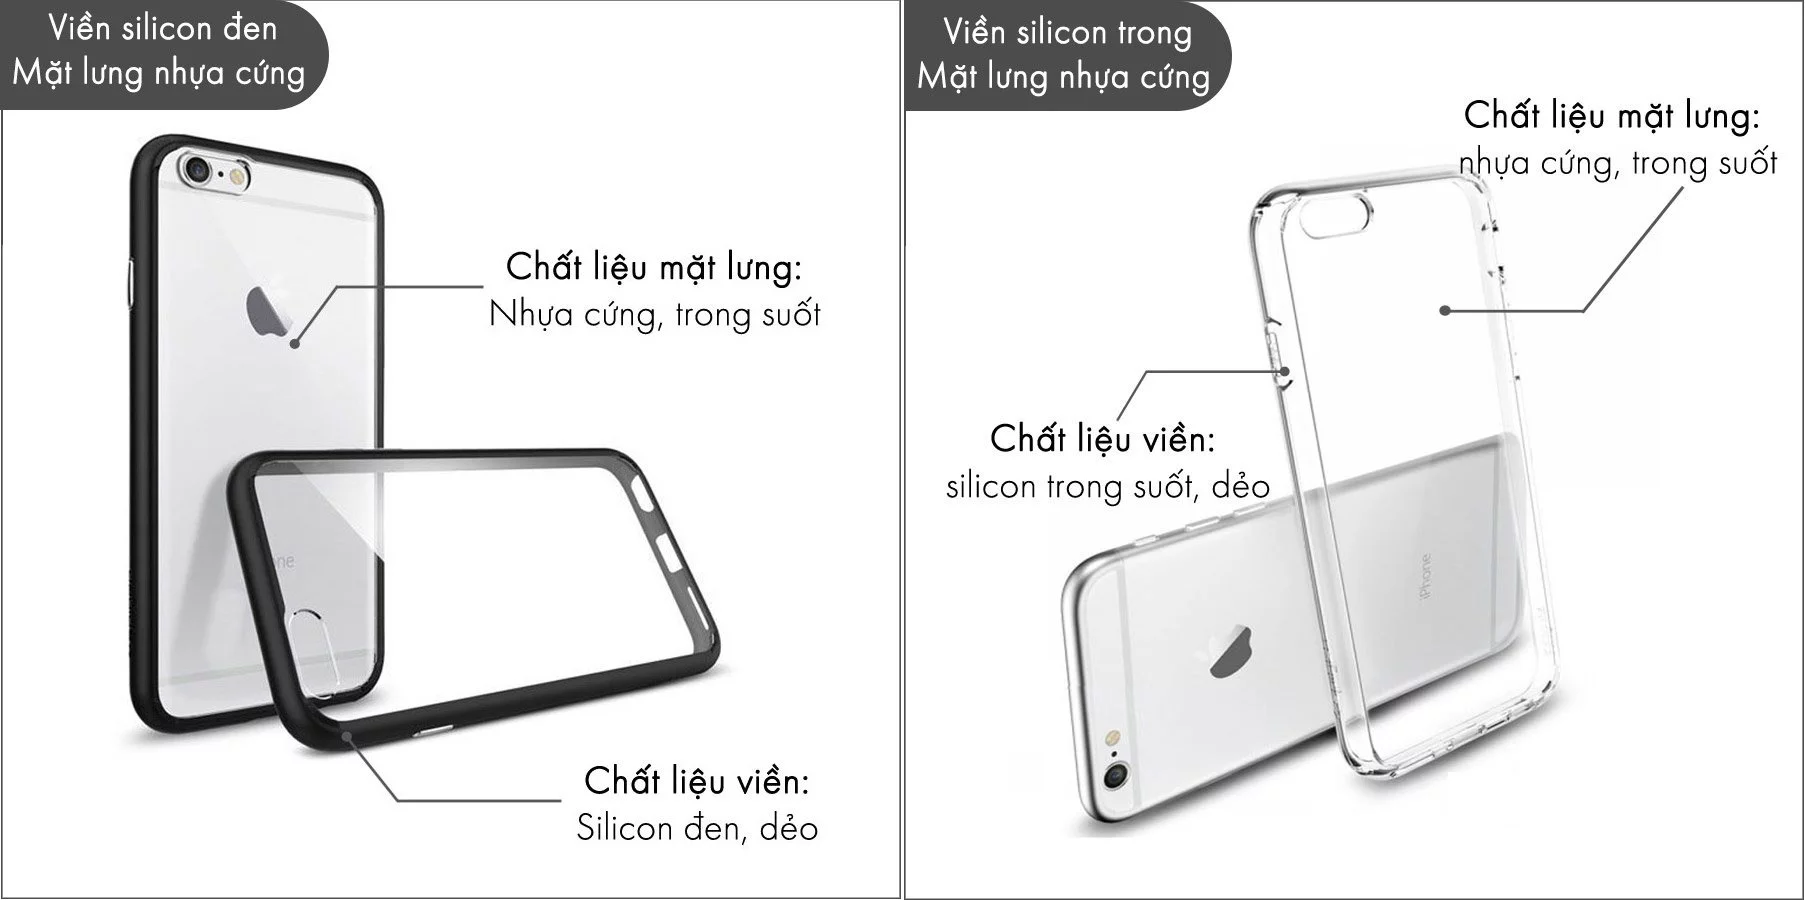 Viền silicon đen
Mặt lưng nhựa cứng
Chất liệu mặt lưng:
Nhựa cứng, trong suốt
ne
Chất liệu viền:
Silicon đen, dẻo
Viền silicon trong
Mặt lưng nhựa cứng
Chất liệu mặt lưng:
nhựa cứng, trong suốt
Chất liệu viền:
silicon trong suốt, dẻo
iPhone